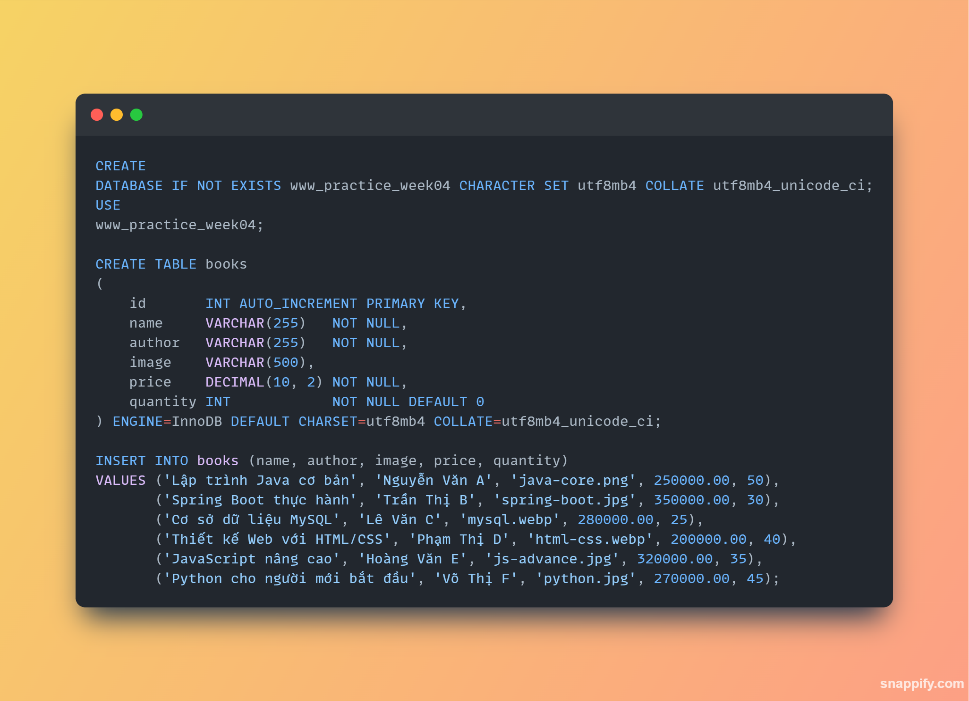 CREATE
DATABASE IF NOT EXISTS www_practice_week04 CHARACTER SET utf8mb4 COLLATE utf8mb4_unicode_ci;
USE
www_practice_week04;
CREATE TABLE books
(
id INT AUTO_INCREMENT PRIMARY KEY,
name VARCHAR(255) NOT NULL,
author VARCHAR(255) NOT NULL,
image VARCHAR(500),
price DECIMAL(10, 2) NOT NULL,
quantity INT NOT NULL DEFAULT 0
) ENGINE=InnoDB DEFAULT CHARSET=utf8mb4 COLLATE=utf8mb4_unicode_ci;
INSERT INTO books (name, author, image, price, quantity)
VALUES ('Lập trình Java cơ bản', 'Nguyễn Văn A', 'java-core.png', 250000.00, 50),
('Spring Boot thực hành', 'Trần Thị B', 'spring-boot.jpg', 350000.00, 30),
('Cơ sở dữ liệu MySQL', 'Lê Văn C', 'mysql.webp', 280000.00, 25),
('Thiết kế Web với HTML/CSS', 'Phạm Thị D', 'html-css.webp', 200000.00, 40),
('JavaScript nâng cao', 'Hoàng Văn E', 'js-advance.jpg', 320000.00, 35),
('Python cho người mới bắt đầu', 'Võ Thị F', 'python.jpg', 270000.00, 45);
snappify.com